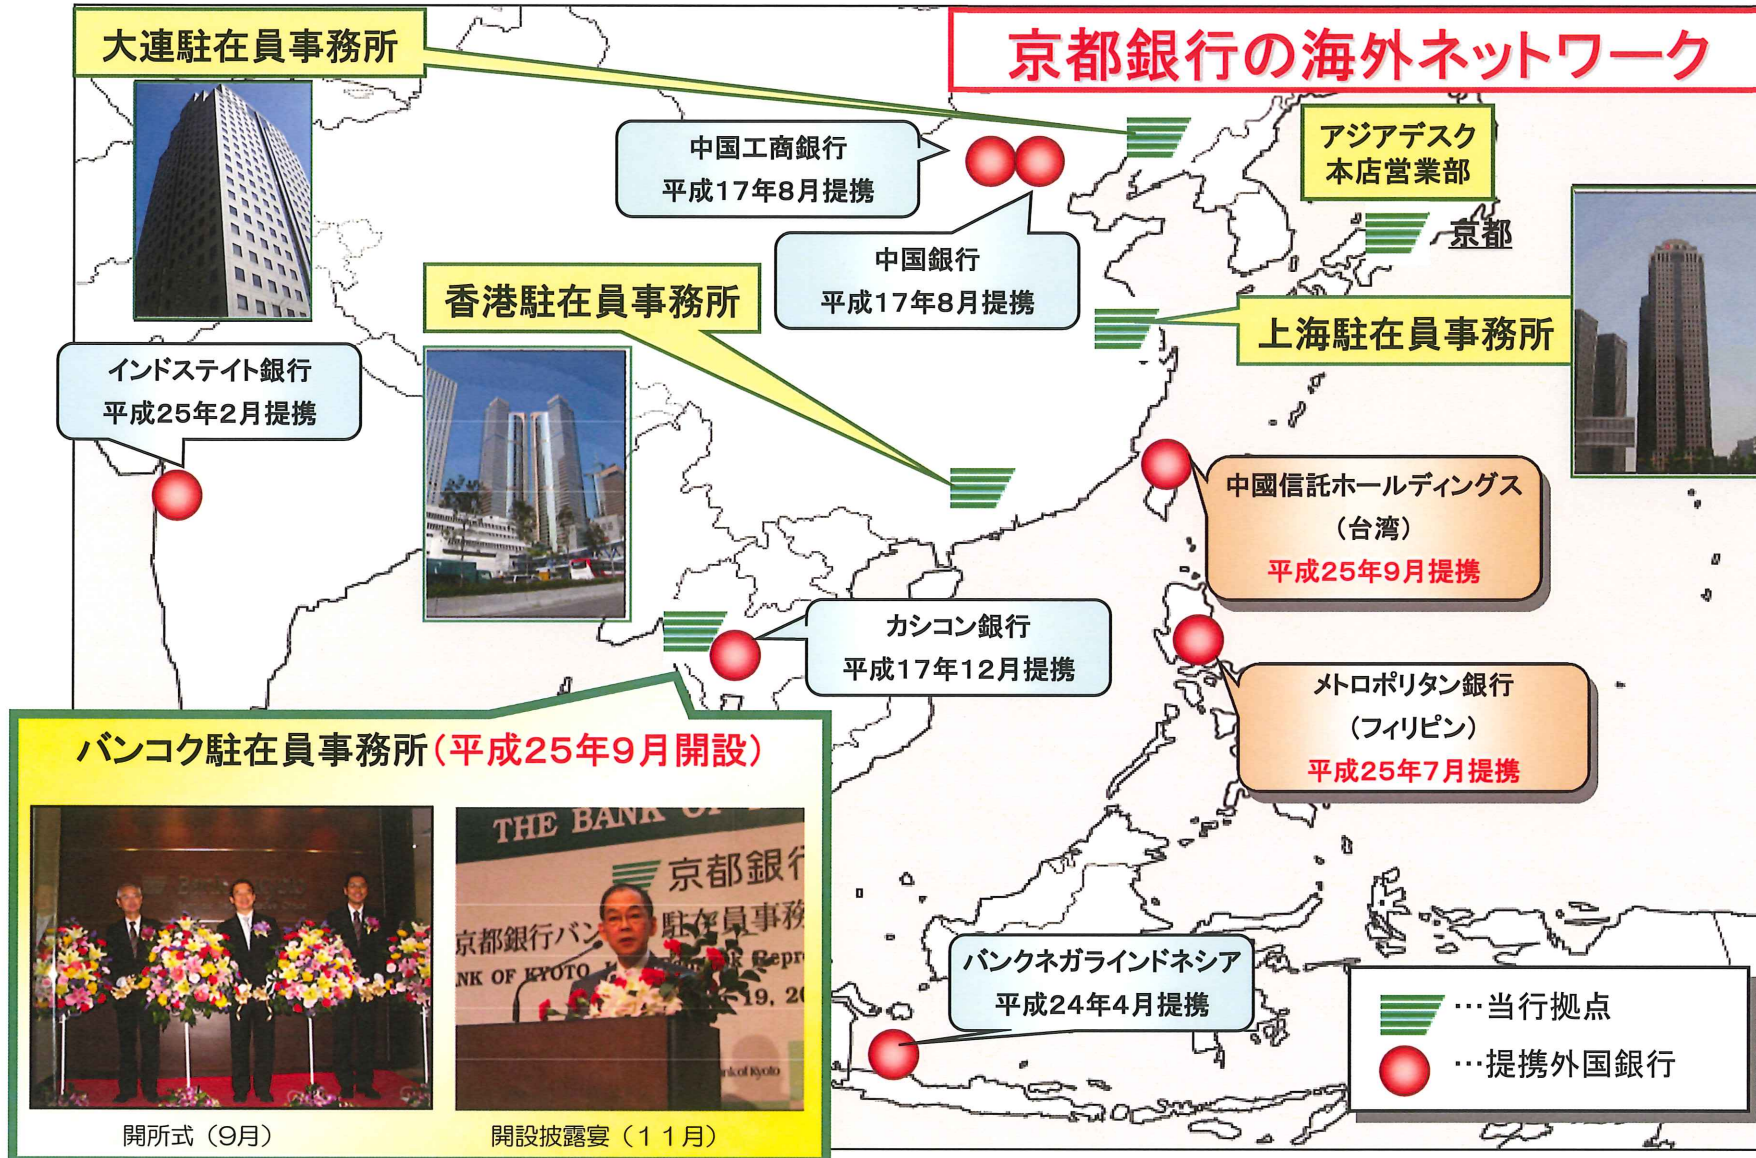 京都銀行の海外ネットワーク
大連駐在員事務所
アジアデスク
本店営業部
中国工商銀行
平成17年8月提携
京都
中国銀行
平成17年8月提携
香港駐在員事務所
上海駐在員事務所
インドステイト銀行
平成25年2月提携
中國信託ホールディングス
(台湾)
平成25年9月提携
カシコン銀行
平成17年12月提携
メトロポリタン銀行
(フィリピン)
平成25年7月提携
バンコク駐在員事務所(平成25年9月開設)
THE BANK OF
京都銀行
京都銀行バン 駐在員事務
NK OF KYOTO
19, 20
nk of Kyoto
開所式(9月)
開設披露宴(11月)
バンクネガラインドネシア
平成24年4月提携
…当行拠点
…提携外国銀行